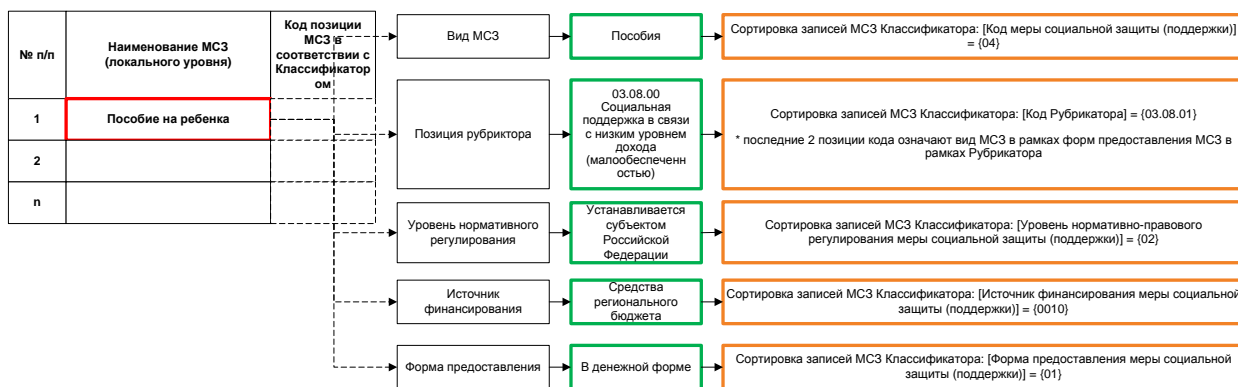 № п/п
Наименование МСЗ
(локального уровня)
Код позиции
МСЗ в
соответствии с
Классификатор
ом
1
Пособие на ребенка
2
n
Вид МСЗ
Пособия
Сортировка записей МСЗ Классификатора: [Код меры социальной защиты (поддержки)]
= {04}
Позиция рубриктора
03.08.00
Социальная
поддержка в связи
с низким уровнем
дохода
(малообеспеченн
остью)
Сортировка записей МСЗ Классификатора: [Код Рубрикатора] = {03.08.01}
* последние 2 позиции кода означают вид МСЗ в рамках форм предоставления МСЗ в
рамках Рубрикатора
Уровень нормативного
регулирования
Устанавливается
субъектом
Российской
Федерации
Сортировка записей МСЗ Классификатора: [Уровень нормативно-правового
регулирования меры социальной защиты (поддержки)] = {02}
Источник
финансирования
Средства
регионального
бюджета
Сортировка записей МСЗ Классификатора: [Источник финансирования меры социальной
защиты (поддержки)] = {0010}
Форма предоставления
В денежной форме
Сортировка записей МСЗ Классификатора: [Форма предоставления меры социальной
защиты (поддержки)] = {01}